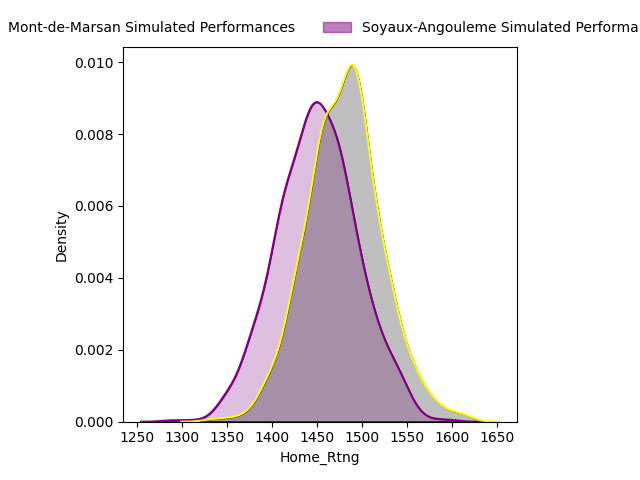 Mont-de-Marsan Simulated Performances Soyaux-Angouleme Simulated Performa
0.010
0.008
0.006
0.004
0.002
0.000
Density
1250 1300 1350 1400 1450 1500 1550 1600 1650
Home_Rtng